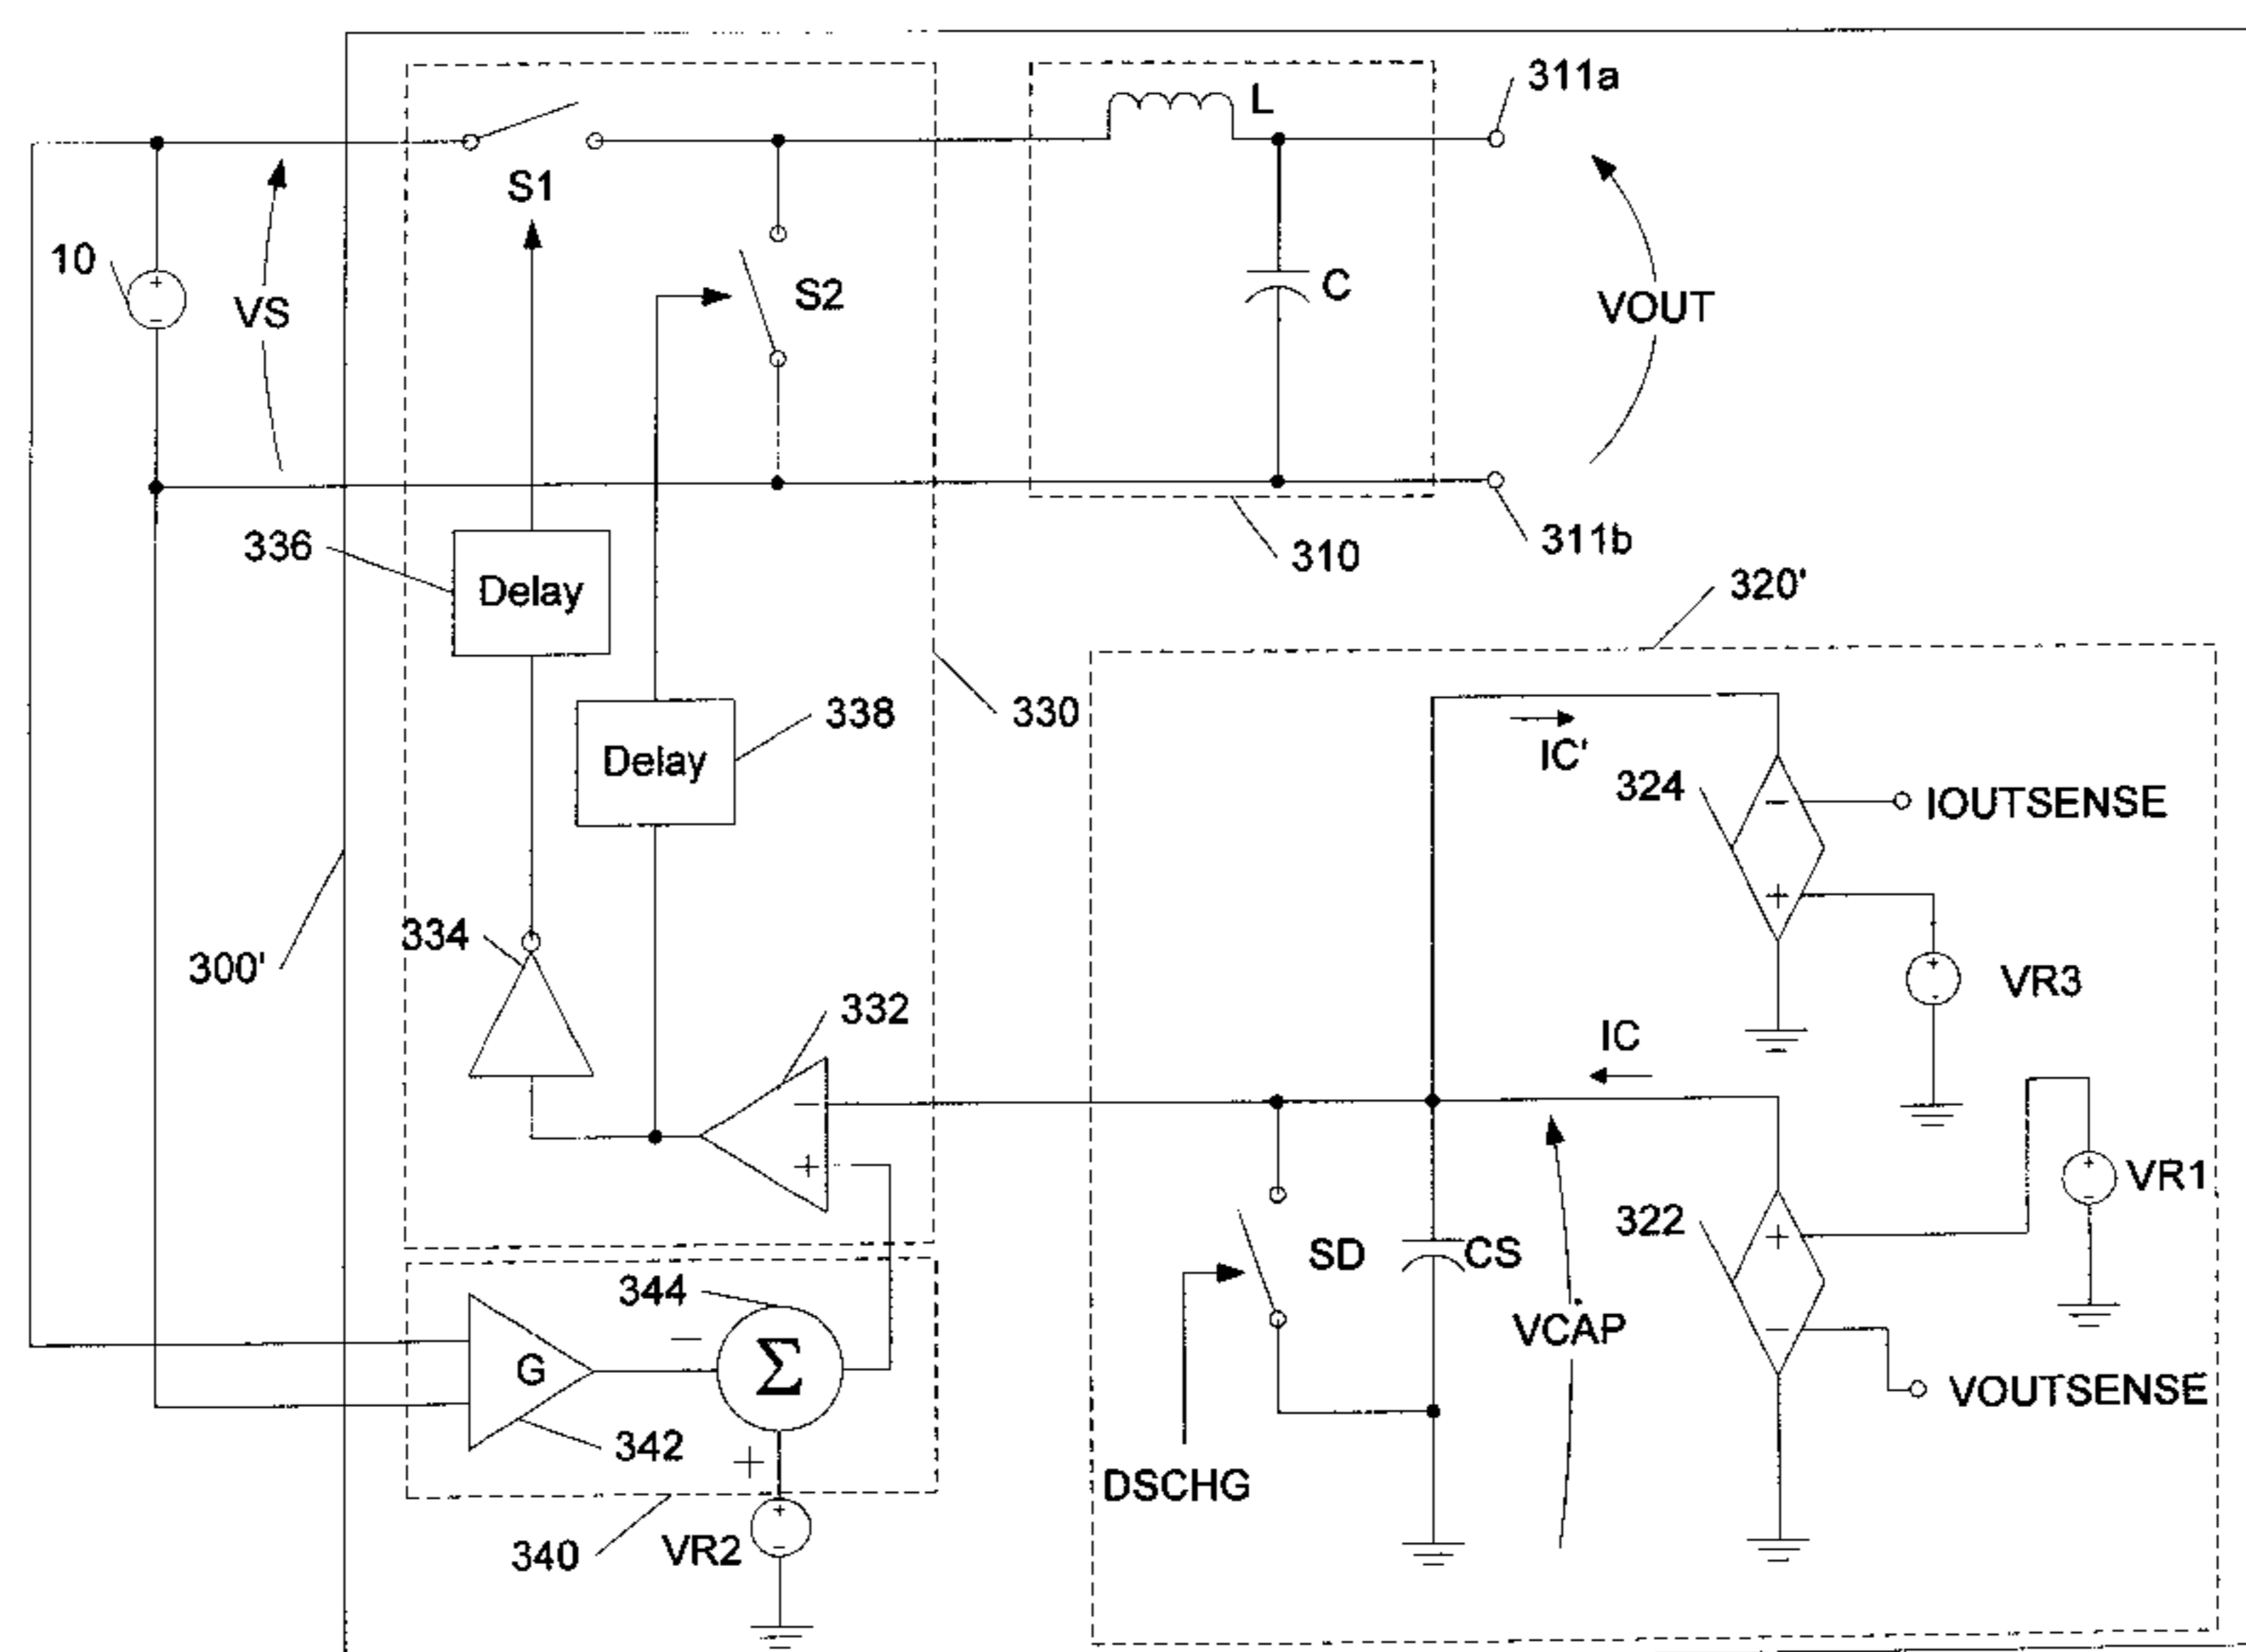 311a
L
S1
10
VS
S2
C
VOUT
336
Delay
310
311b
320'
338
Delay
330
IC'
324
−
IOUTSENSE
+
VR3
300'
334
332
IC
−
+
VR1
322
+
SD
CS
−
VCAP
VOUTSENSE
344
−
G
Σ
342
+
DSCHG
340
VR2